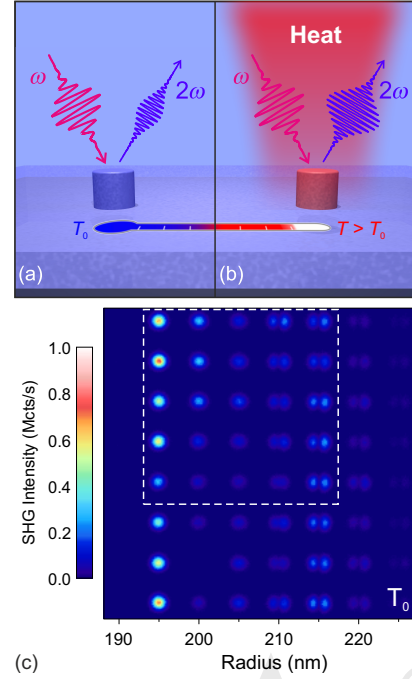 Heat
ω
2ω
ω
2ω
T₀
T > T₀
(a)
(b)
SHG Intensity (Mcts/s)
1.0
0.8
0.6
0.4
0.2
0.0
T₀
190
200
210
220
(c)
Radius (nm)